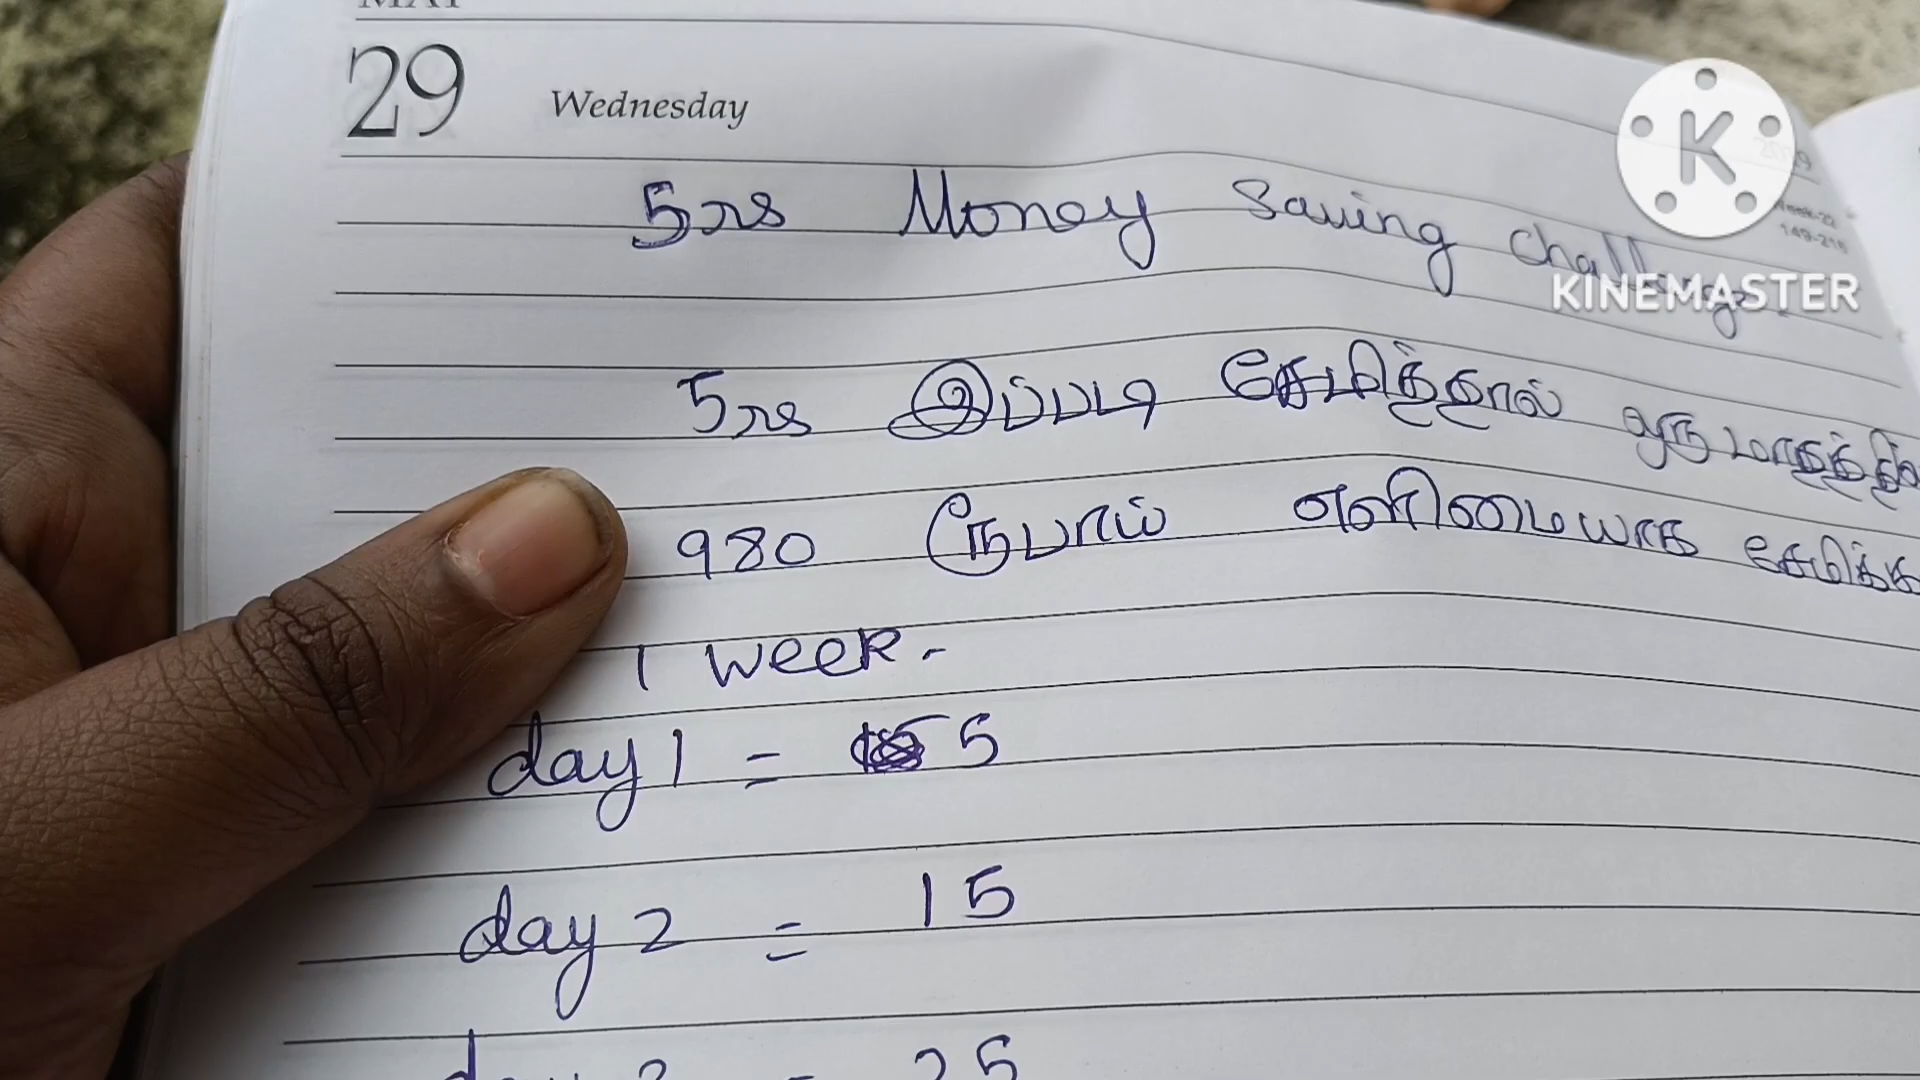 29 Wednesday
5rs Money Saving Challenge
5rs இப்படி சேமித்தால் ஒரு மாதத்தில்
980 ரூபாய் எளிமையாக சேமிக்க
1 week -
day 1 = 5
day 2 = 15
25
KINEMASTER